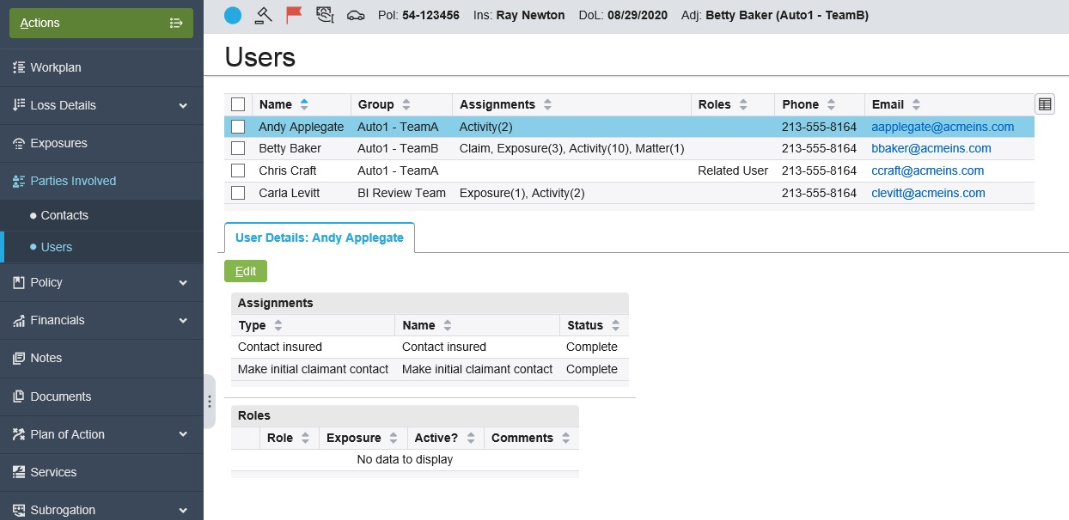 Actions
Pol: 54-123456 Ins: Ray Newton DoL: 08/29/2020 Adj: Betty Baker (Auto1 - TeamB)
Workplan
Loss Details
Exposures
Parties Involved
Contacts
Users
Policy
Financials
Notes
Documents
Plan of Action
Services
Subrogation
Users
Name Group Assignments Roles Phone Email
Andy Applegate Auto1 - TeamA Activity(2) 213-555-8164 aapplegate@acmeins.com
Betty Baker Auto1 - TeamB Claim, Exposure(3), Activity(10), Matter(1) 213-555-8164 bbaker@acmeins.com
Chris Craft Auto1 - TeamA Related User 213-555-8164 ccraft@acmeins.com
Carla Levitt BI Review Team Exposure(1), Activity(2) 213-555-8164 clevitt@acmeins.com
User Details: Andy Applegate
Edit
Assignments
Type Name Status
Contact insured Contact insured Complete
Make initial claimant contact Make initial claimant contact Complete
Roles
Role Exposure Active? Comments
No data to display